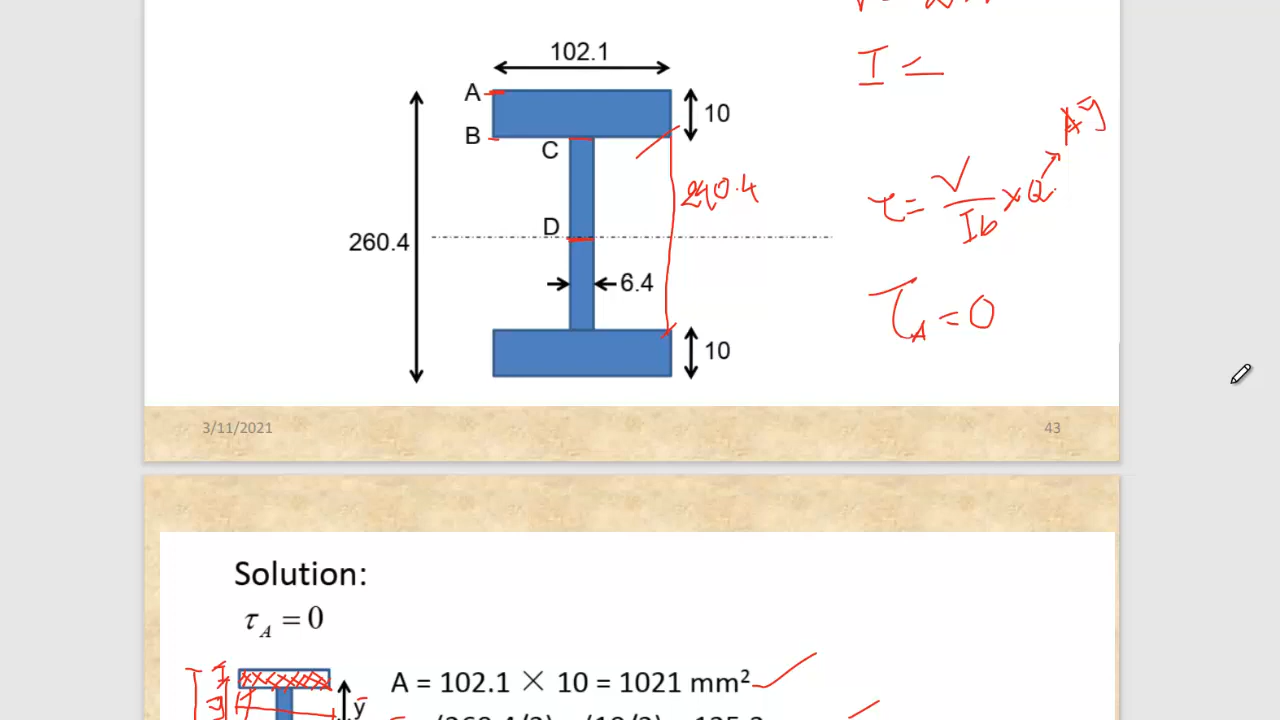 102.1
I =
A
10
B
C
Aȳ
240.4
τ = V / Ib × Q
D
260.4
6.4
τA = 0
10
3/11/2021
43
Solution:
τA = 0
A = 102.1 × 10 = 1021 mm²
ȳ